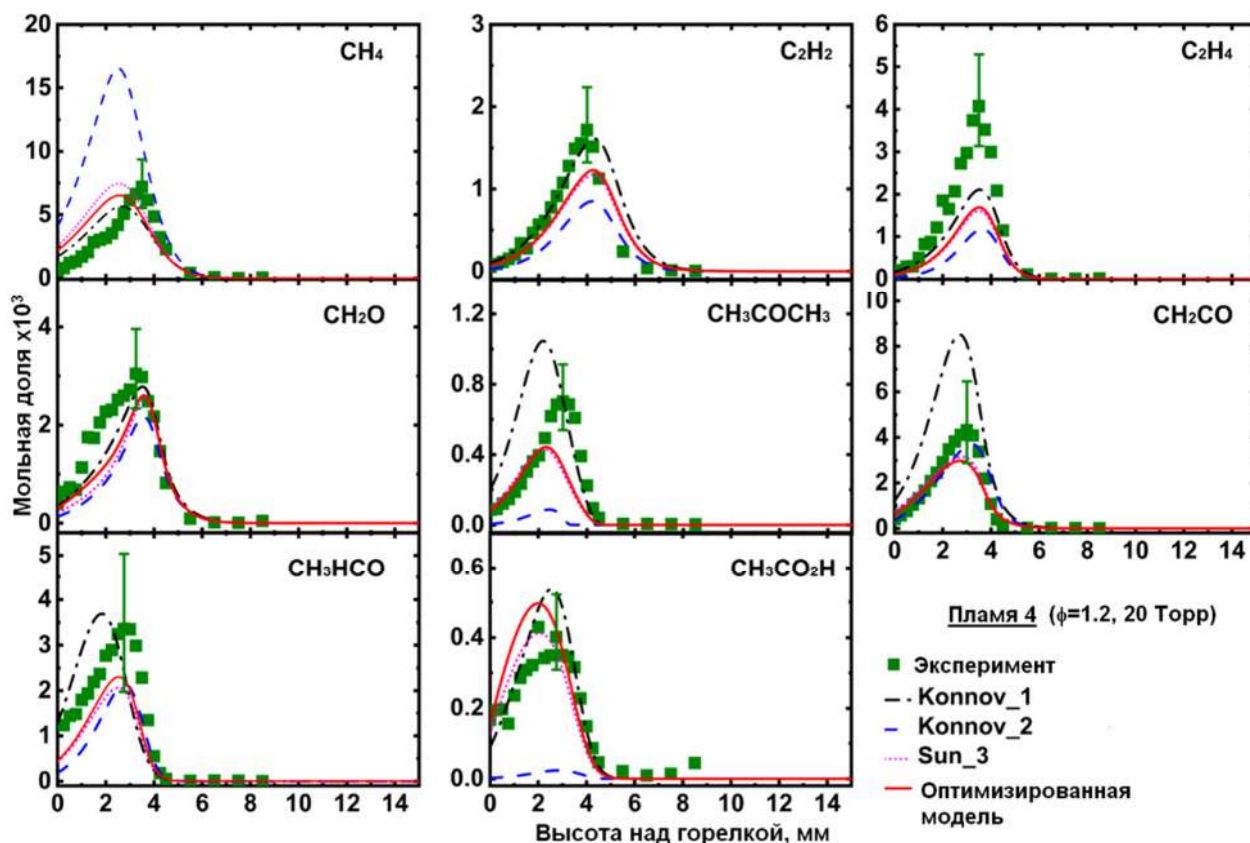 CH₄
C₂H₂
C₂H₄
20
15
10
5
0
3
2
1
0
6
5
4
3
2
1
0
Мольная доля x10³
CH₂O
CH₃COCH₃
CH₂CO
4
2
0
1.2
0.8
0.4
0.0
10
8
6
4
2
0
0 2 4 6 8 10 12 14
CH₃HCO
CH₃CO₂H
5
4
3
2
1
0
0.6
0.4
0.2
0.0
0 2 4 6 8 10 12 14
0 2 4 6 8 10 12 14
Высота над горелкой, мм
Пламя 4 (ϕ=1.2, 20 Торр)
Эксперимент
Konnov_1
Konnov_2
Sun_3
Оптимизированная
модель